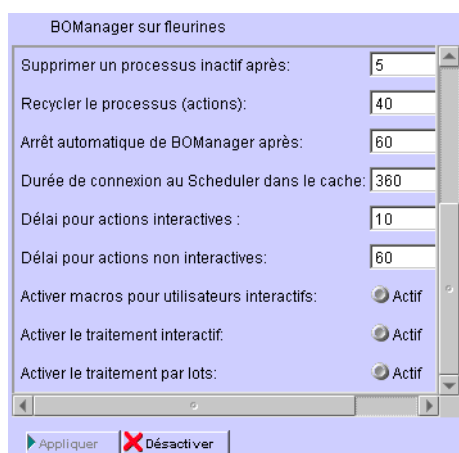 BOManager sur fleurines
Supprimer un processus inactif après: 5
Recycler le processus (actions): 40
Arrêt automatique de BOManager après: 60
Durée de connexion au Scheduler dans le cache: 360
Délai pour actions interactives : 10
Délai pour actions non interactives: 60
Activer macros pour utilisateurs interactifs: Actif
Activer le traitement interactif: Actif
Activer le traitement par lots: Actif
Appliquer Désactiver